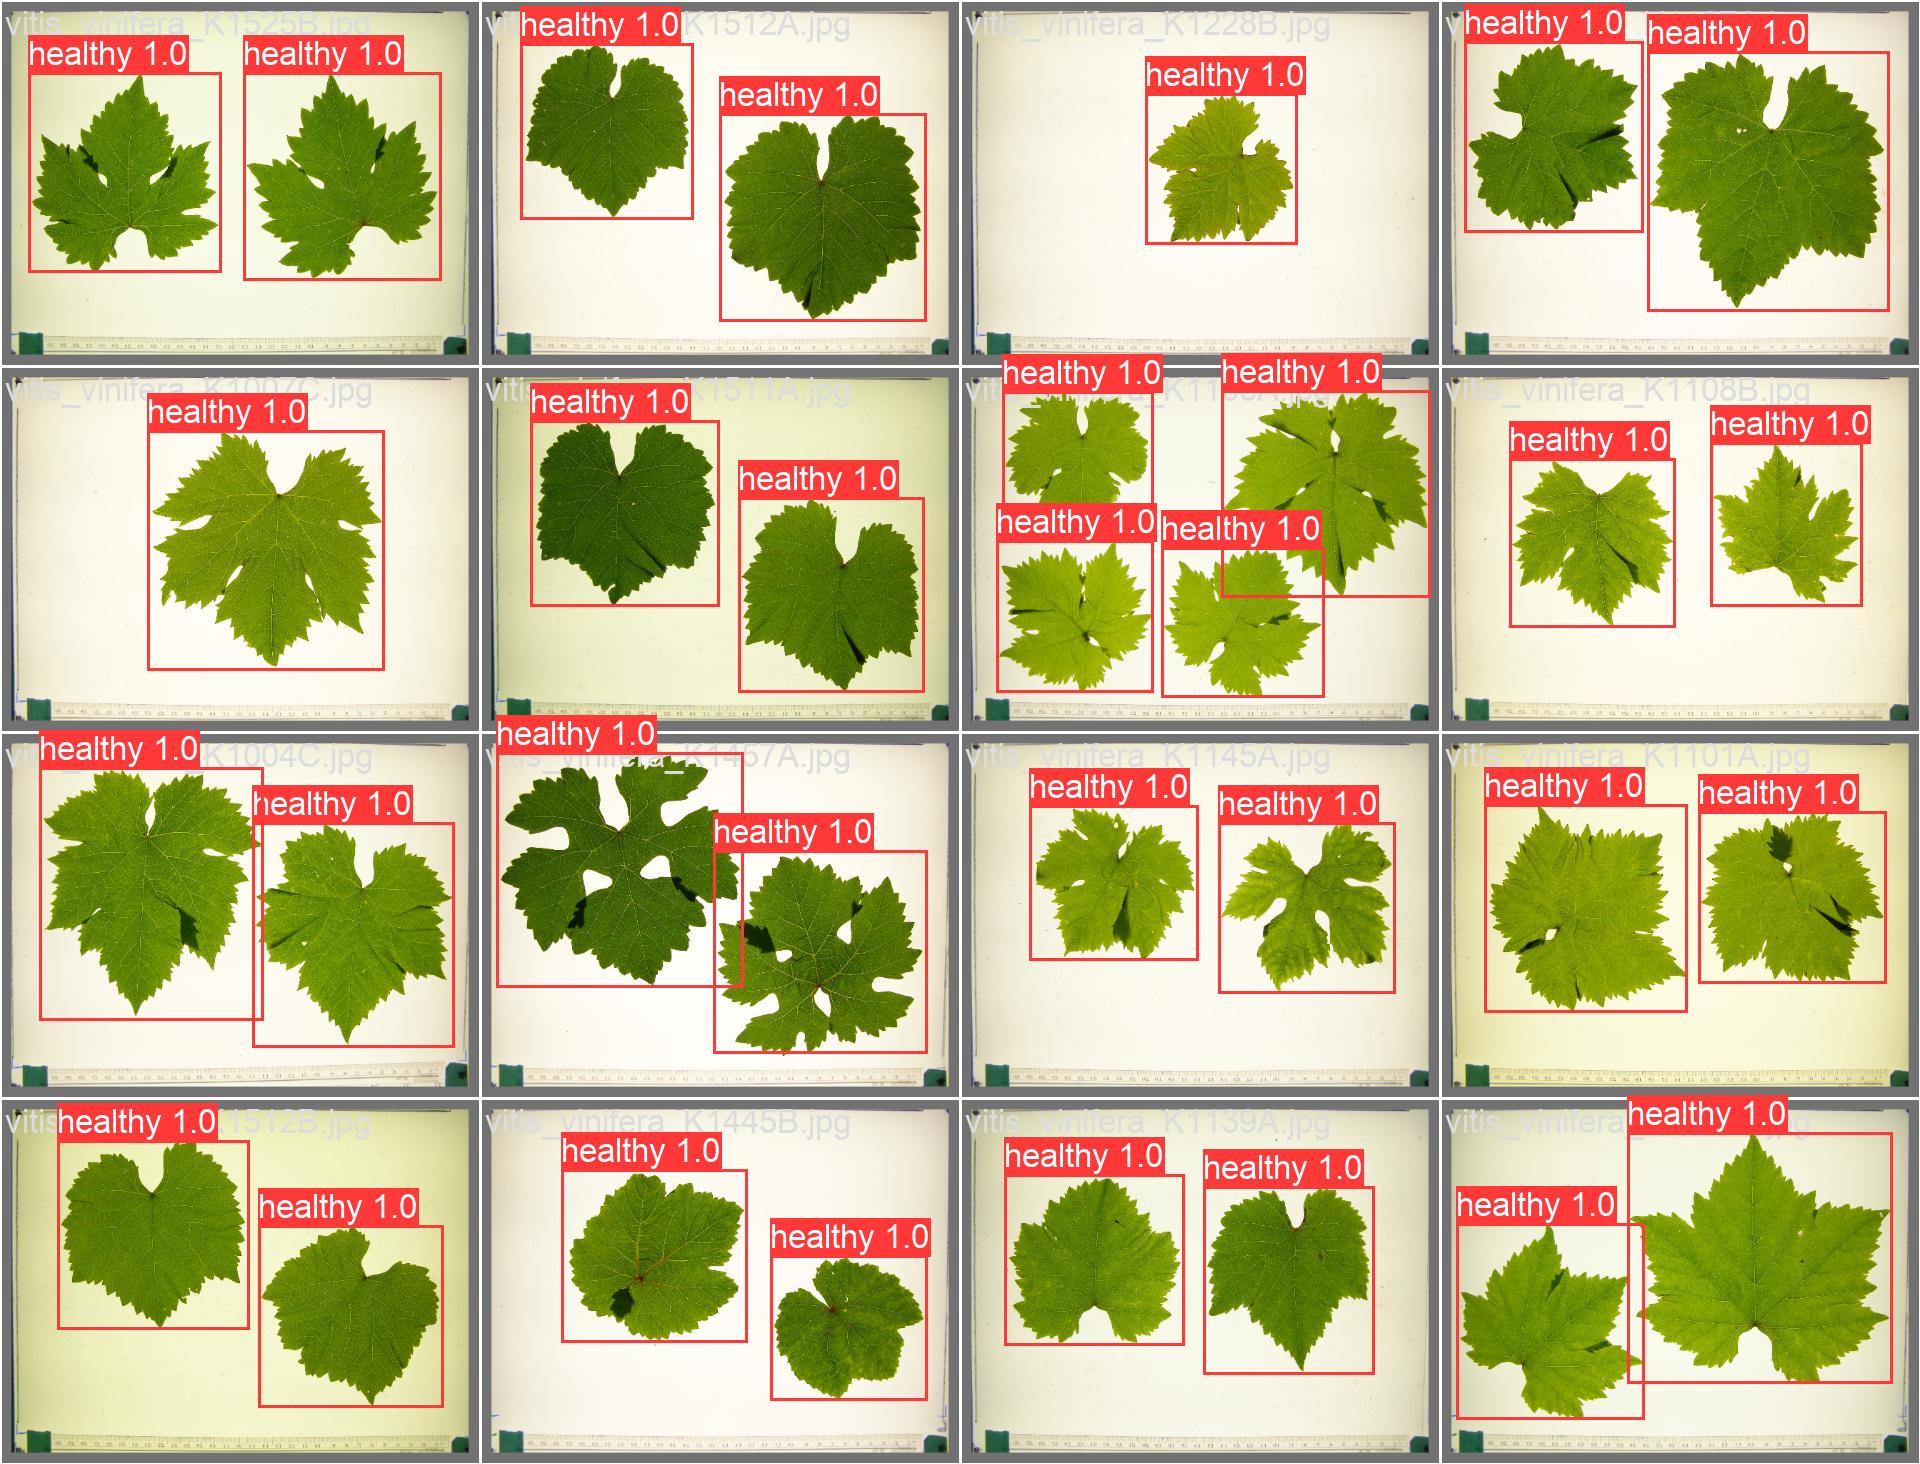 vitis_vinifera_K1525B.jpg
healthy 1.0
healthy 1.0
K1512A.jpg
healthy 1.0
healthy 1.0
vitis_vinifera_K1228B.jpg
healthy 1.0
healthy 1.0
healthy 1.0
vitis_vinifera_K1007C.jpg
healthy 1.0
K1511A.jpg
healthy 1.0
healthy 1.0
healthy 1.0
healthy 1.0
healthy 1.0
healthy 1.0
vitis_vinifera_K1108B.jpg
healthy 1.0
healthy 1.0
K1004C.jpg
healthy 1.0
healthy 1.0
vitis_vinifera_K1457A.jpg
healthy 1.0
healthy 1.0
vitis_vinifera_K1145A.jpg
healthy 1.0
healthy 1.0
vitis_vinifera_K1101A.jpg
healthy 1.0
healthy 1.0
K1512B.jpg
healthy 1.0
healthy 1.0
vitis_vinifera_K1445B.jpg
healthy 1.0
healthy 1.0
vitis_vinifera_K1139A.jpg
healthy 1.0
healthy 1.0
vitis_vinifera
healthy 1.0
healthy 1.0